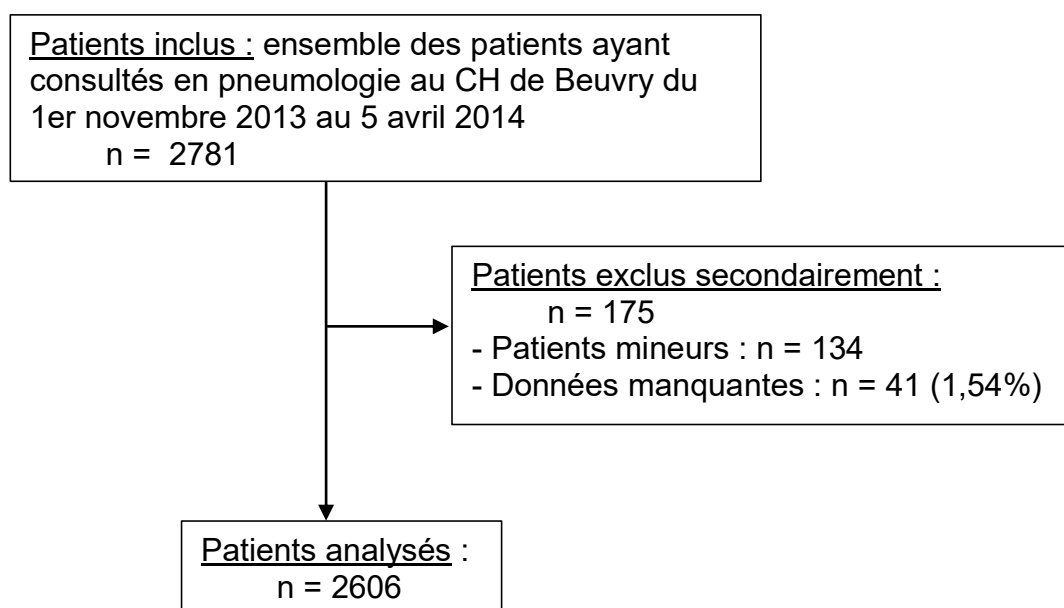 Patients inclus : ensemble des patients ayant
consultés en pneumologie au CH de Beuvry du
1er novembre 2013 au 5 avril 2014
n = 2781
Patients exclus secondairement :
n = 175
- Patients mineurs : n = 134
- Données manquantes : n = 41 (1,54%)
Patients analysés :
n = 2606